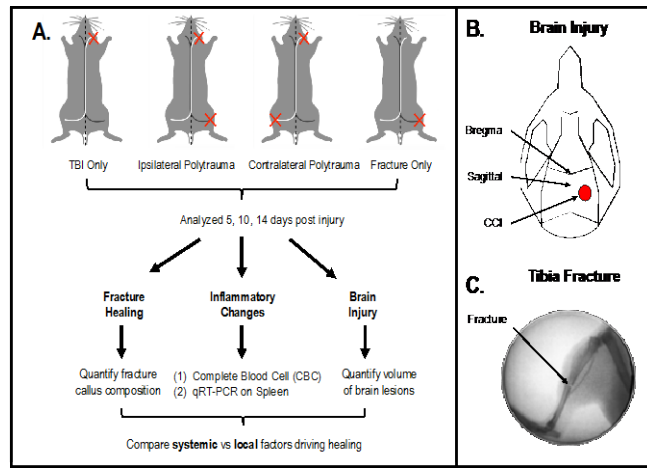 A.
TBI Only
Ipsilateral Polytrauma
Cortralateral Polytrauma
Fracture Only
Analyzed 5, 10, 14 days post injury
Fracture
Healing
Inflammatory
Changes
Brain
Injury
Quantify fracture
callus composition
(1) Complete Blood Cell (CBC)
(2) qRT-PCR on Spleen
Quantify volume
of brain lesions
Compare systemic vs local factors driving healing
B.
Brain Injury
Bregma
Sagittal
CCI
C.
Tibia Fracture
Fracture